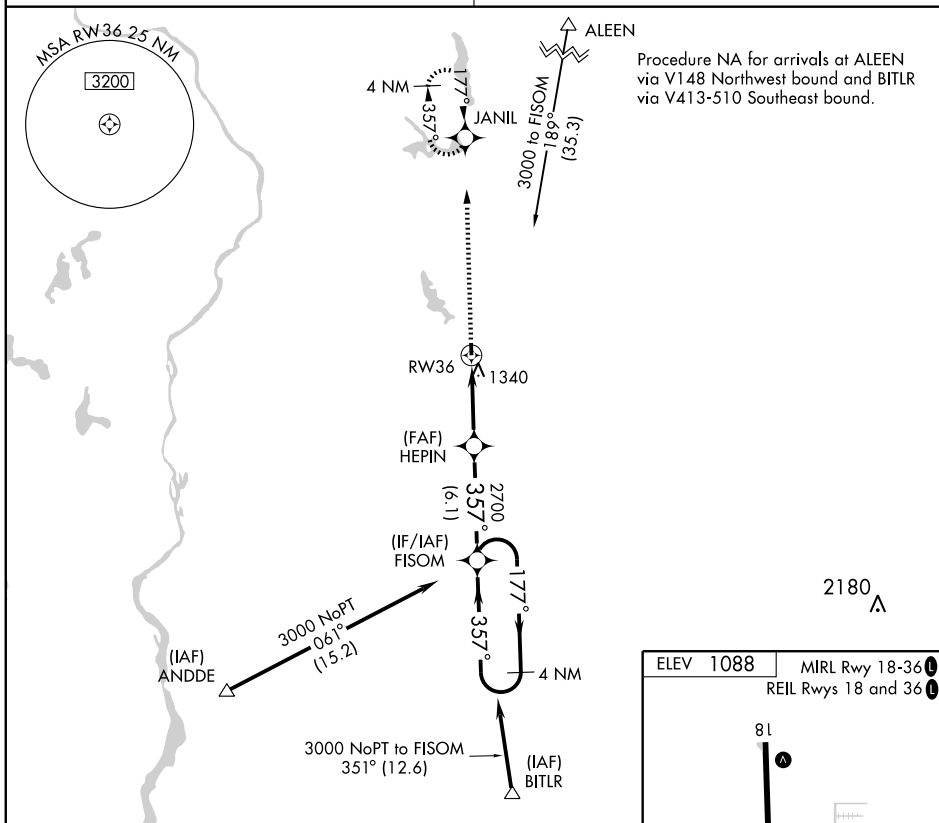 MSA RW36 25 NM
3200
ALEEN
Procedure NA for arrivals at ALEEN
via V148 Northwest bound and BITLR
via V413-510 Southeast bound.
4 NM
177°
357°
JANIL
3000 to FISOM
189°
(35.3)
RW36
1340
(FAF)
HEPIN
2700
357°
(6.1)
(IF/IAF)
FISOM
177°
357°
4 NM
3000 NoPT
061°
(15.2)
(IAF)
ANDDE
3000 NoPT to FISOM
351° (12.6)
(IAF)
BITLR
2180
ELEV 1088
MIRL Rwy 18-36 L
REIL Rwys 18 and 36 L
18
V